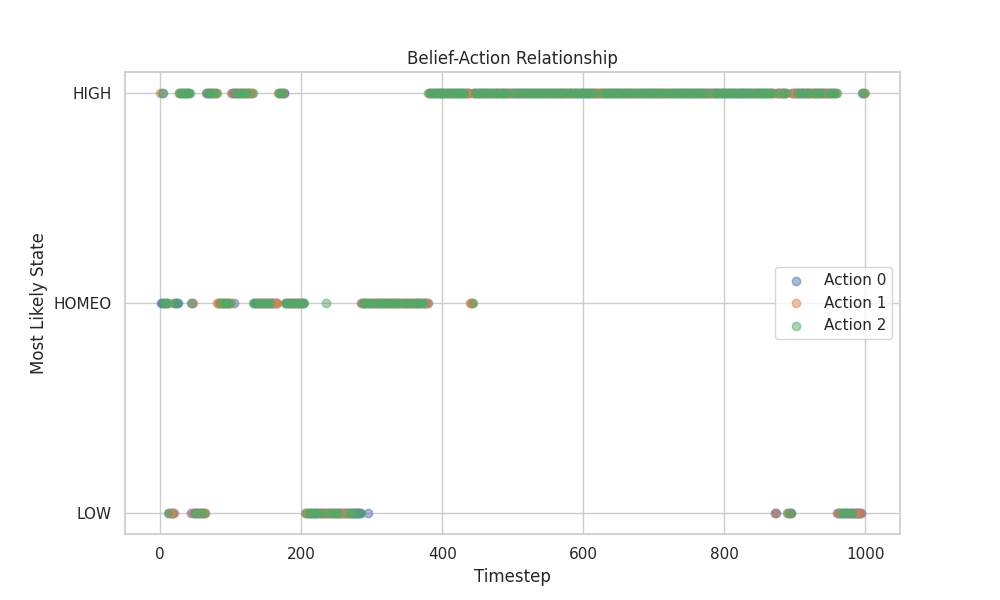 Belief-Action Relationship
HIGH
HOMEO
LOW
Most Likely State
Action 0
Action 1
Action 2
0
200
400
600
800
1000
Timestep